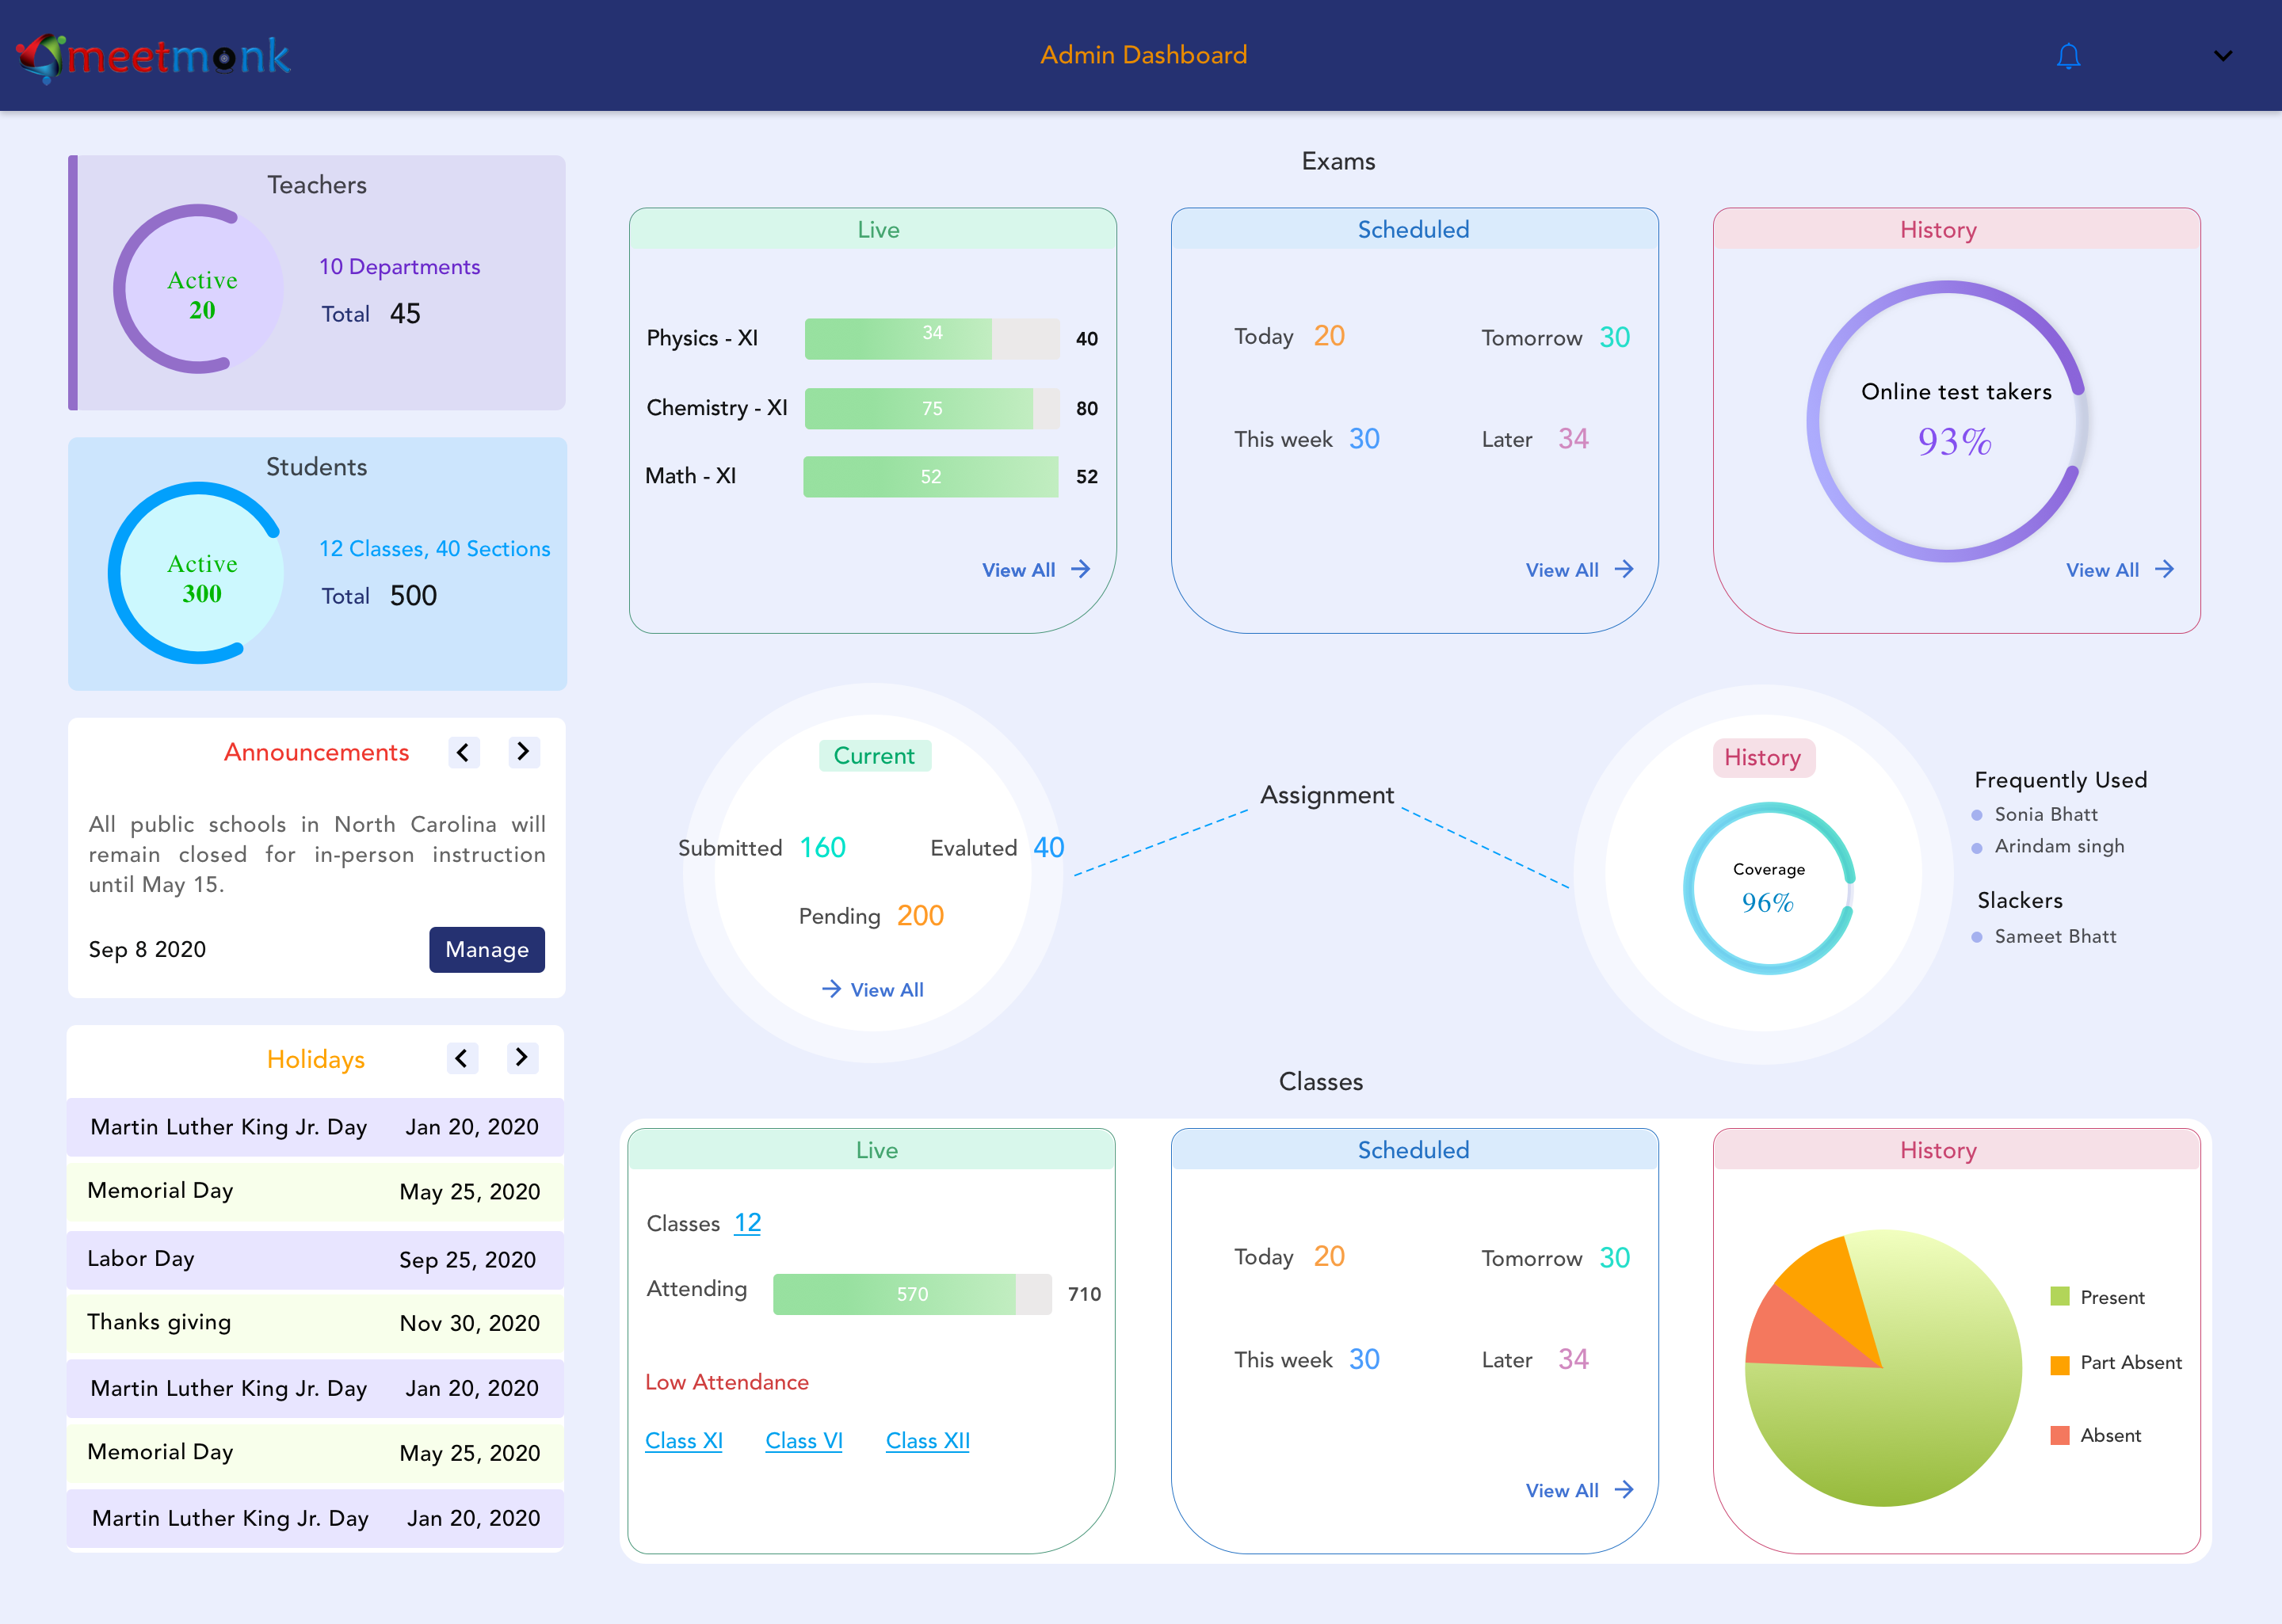 meetmonk
Admin Dashboard
Teachers
Active
20
10 Departments
Total 45
Students
Active
300
12 Classes, 40 Sections
Total 500
Announcements
All public schools in North Carolina will
remain closed for in-person instruction
until May 15.
Sep 8 2020
Manage
Holidays
Martin Luther King Jr. Day Jan 20, 2020
Memorial Day May 25, 2020
Labor Day Sep 25, 2020
Thanks giving Nov 30, 2020
Martin Luther King Jr. Day Jan 20, 2020
Memorial Day May 25, 2020
Martin Luther King Jr. Day Jan 20, 2020
Exams
Live
Physics - XI 34 40
Chemistry - XI 75 80
Math - XI 52 52
View All
Scheduled
Today 20 Tomorrow 30
This week 30 Later 34
View All
History
Online test takers
93%
View All
Assignment
Current
Submitted 160 Evaluted 40
Pending 200
View All
History
Coverage
96%
Frequently Used
Sonia Bhatt
Arindam singh
Slackers
Sameet Bhatt
Classes
Live
Classes 12
Attending 570 710
Low Attendance
Class XI Class VI Class XII
Scheduled
Today 20 Tomorrow 30
This week 30 Later 34
View All
History
Present
Part Absent
Absent